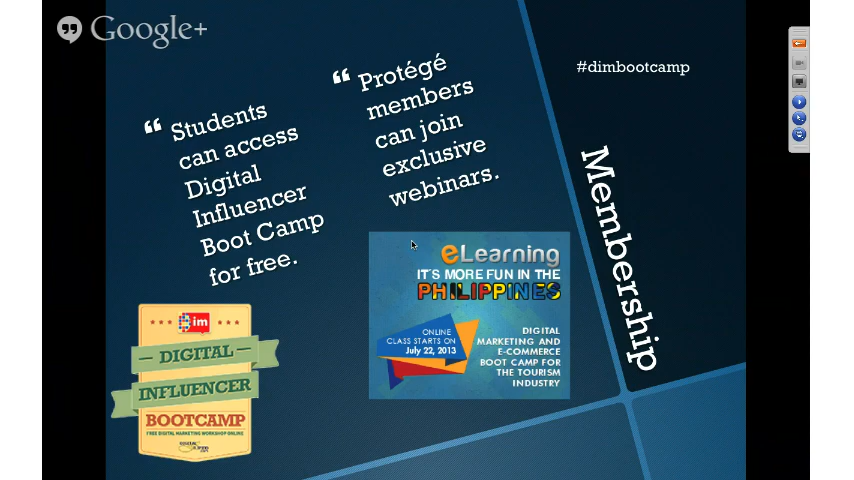 Google+
#dimbootcamp
“ Students
can access
Digital
Influencer
Boot Camp
for free.
“ Protégé
members
can join
exclusive
webinars.
Membership
eLearning
IT'S MORE FUN IN THE
PHILIPPINES
ONLINE
CLASS STARTS ON
July 22, 2013
DIGITAL
MARKETING AND
E-COMMERCE
BOOT CAMP FOR
THE TOURISM
INDUSTRY
im
DIGITAL
INFLUENCER
BOOTCAMP
FREE DIGITAL MARKETING WORKSHOP ONLINE